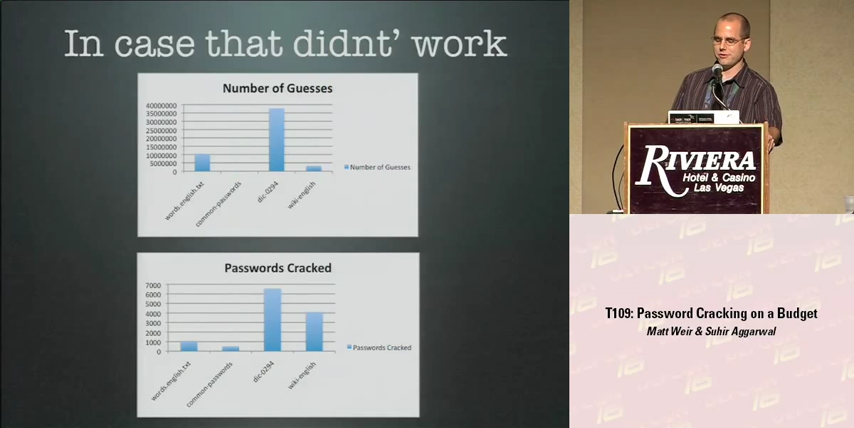 In case that didnt' work
Number of Guesses
40000000
35000000
30000000
25000000
20000000
15000000
10000000
5000000
0
words.english.txt
common-passwords
dic-0294
wiki-english
Number of Guesses
Passwords Cracked
7000
6000
5000
4000
3000
2000
1000
0
words.english.txt
common-passwords
dic-0294
wiki-english
Passwords Cracked
RIVIERA
Hotel & Casino
Las Vegas
T109: Password Cracking on a Budget
Matt Weir & Suhir Aggarwal